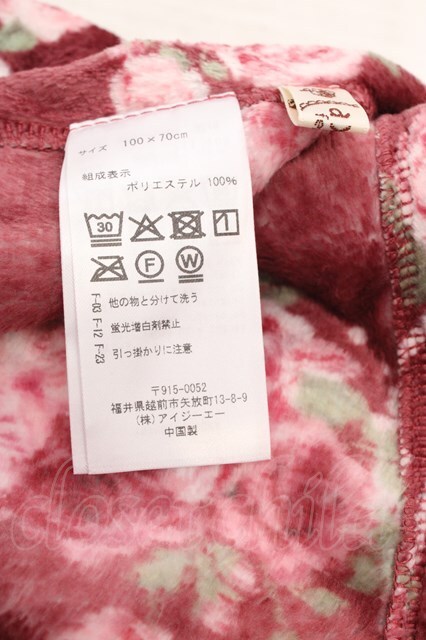 サイズ 100×70cm
組成表示
ポリエステル 100%
30
F W
F-03 他の物と分けて洗う
F-12 蛍光増白剤禁止
F-23 引っ掛かりに注意
〒915-0052
福井県越前市矢放町13-8-9
(株)アイジーエー
中国製
closet child